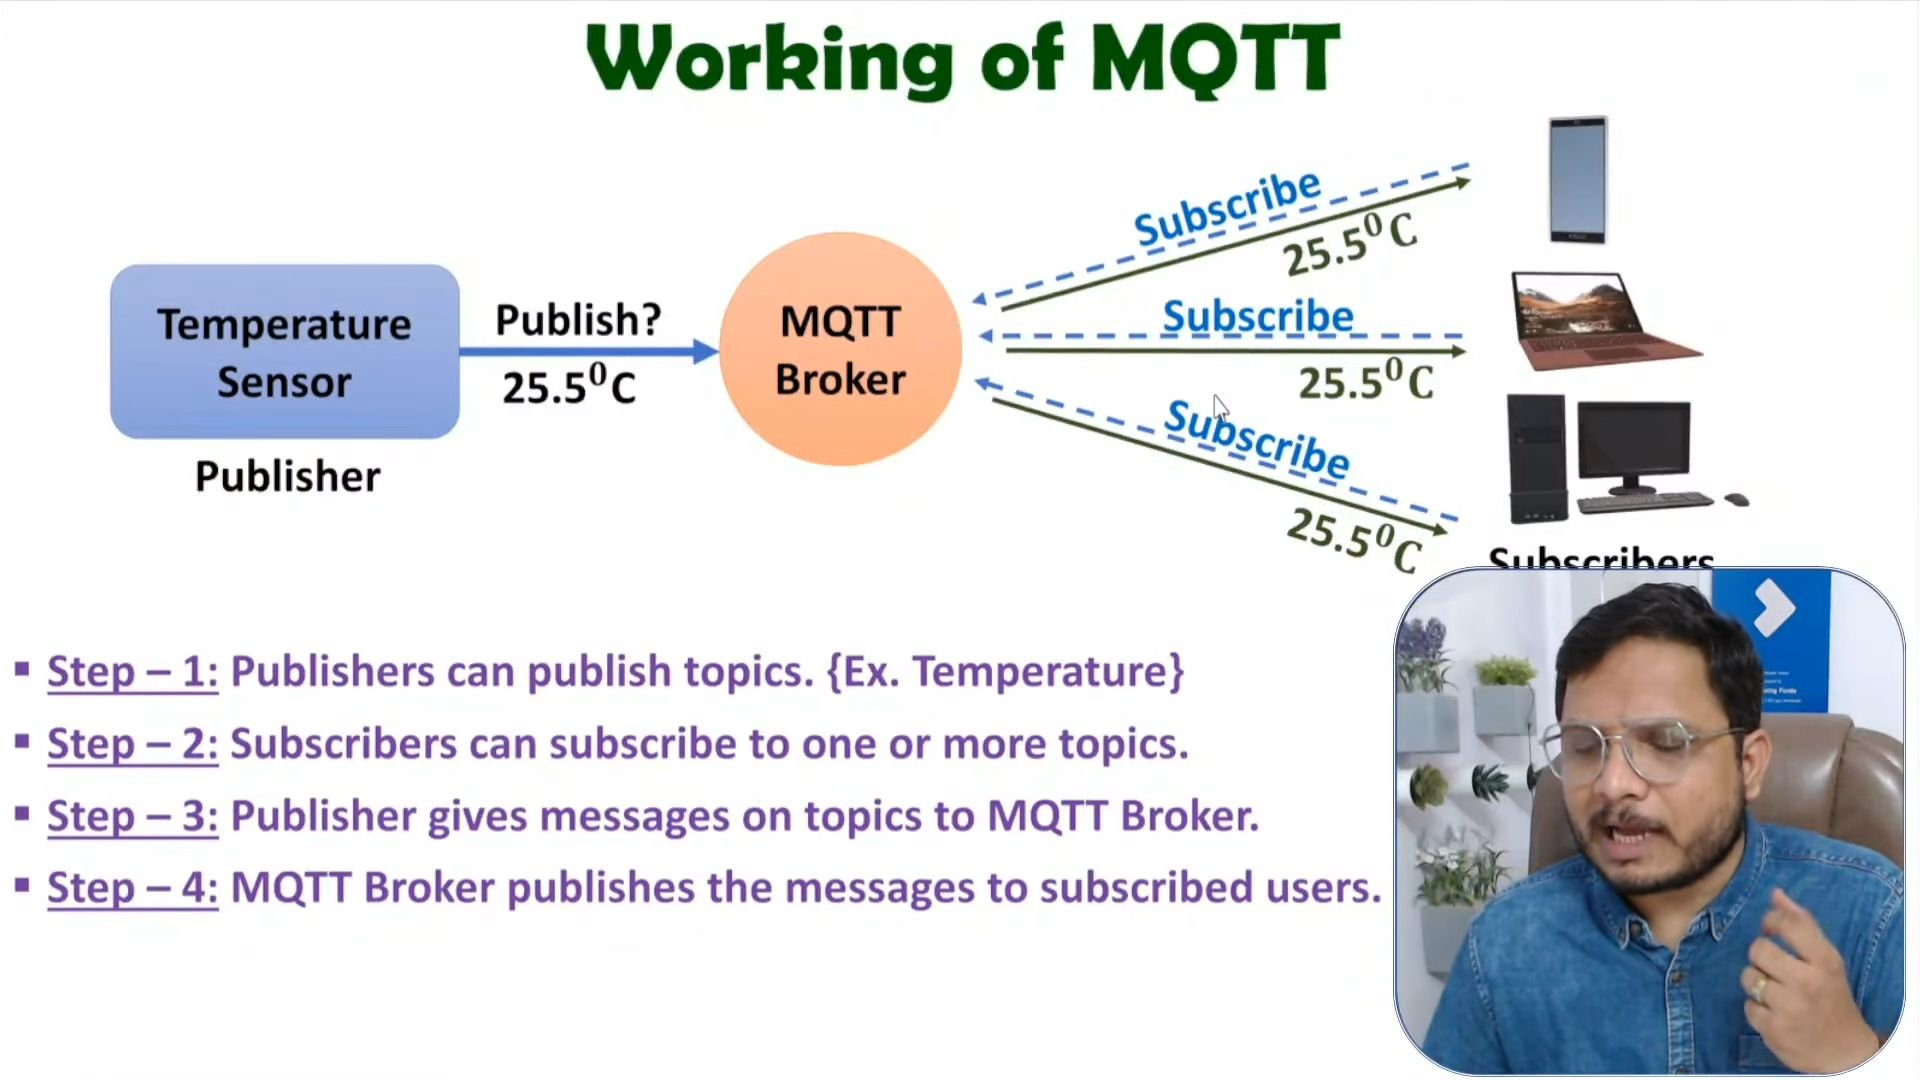 Working of MQTT
Temperature
Sensor
Publisher
Publish?
25.5⁰C
MQTT
Broker
Subscribe
25.5⁰C
Subscribe
25.5⁰C
Subscribe
25.5⁰C
Subscribers
▪ Step – 1: Publishers can publish topics. {Ex. Temperature}
▪ Step – 2: Subscribers can subscribe to one or more topics.
▪ Step – 3: Publisher gives messages on topics to MQTT Broker.
▪ Step – 4: MQTT Broker publishes the messages to subscribed users.